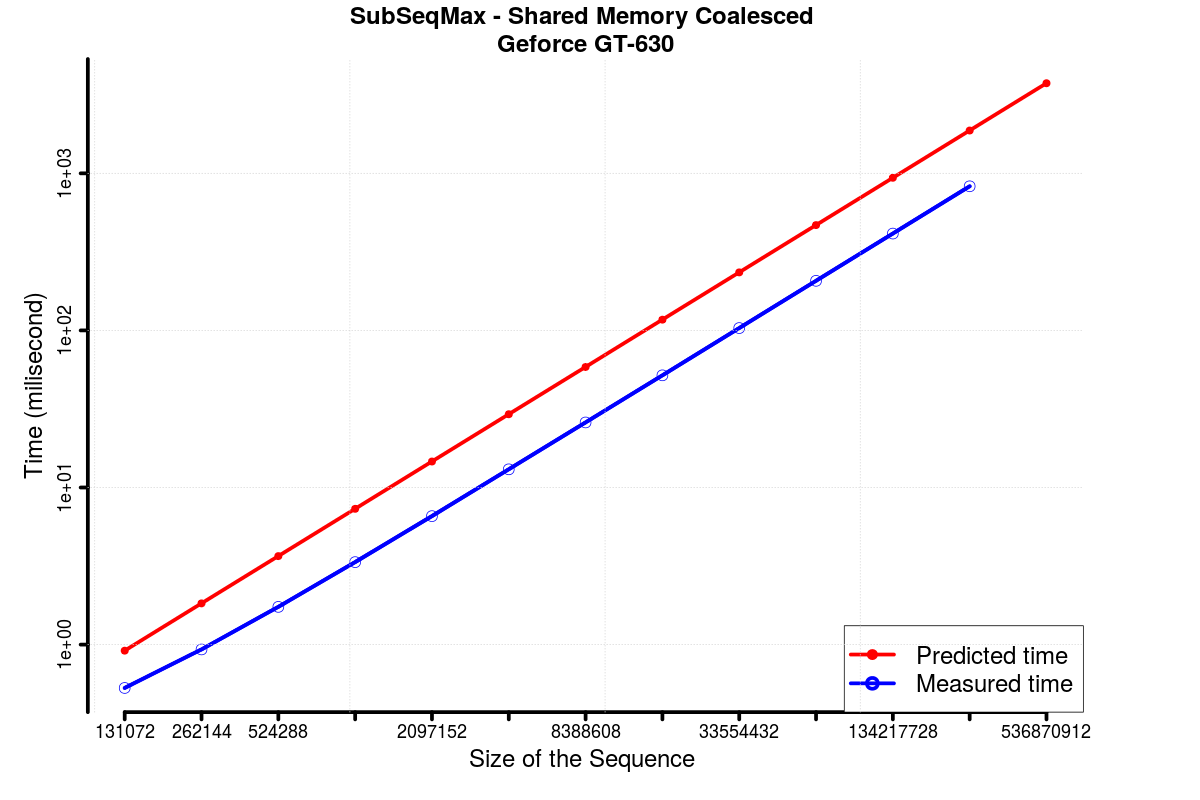 SubSeqMax - Shared Memory Coalesced
Geforce GT-630
Time (milisecond)
1e+03
1e+02
1e+01
1e+00
Predicted time
Measured time
131072 262144 524288 2097152 8388608 33554432 134217728 536870912
Size of the Sequence